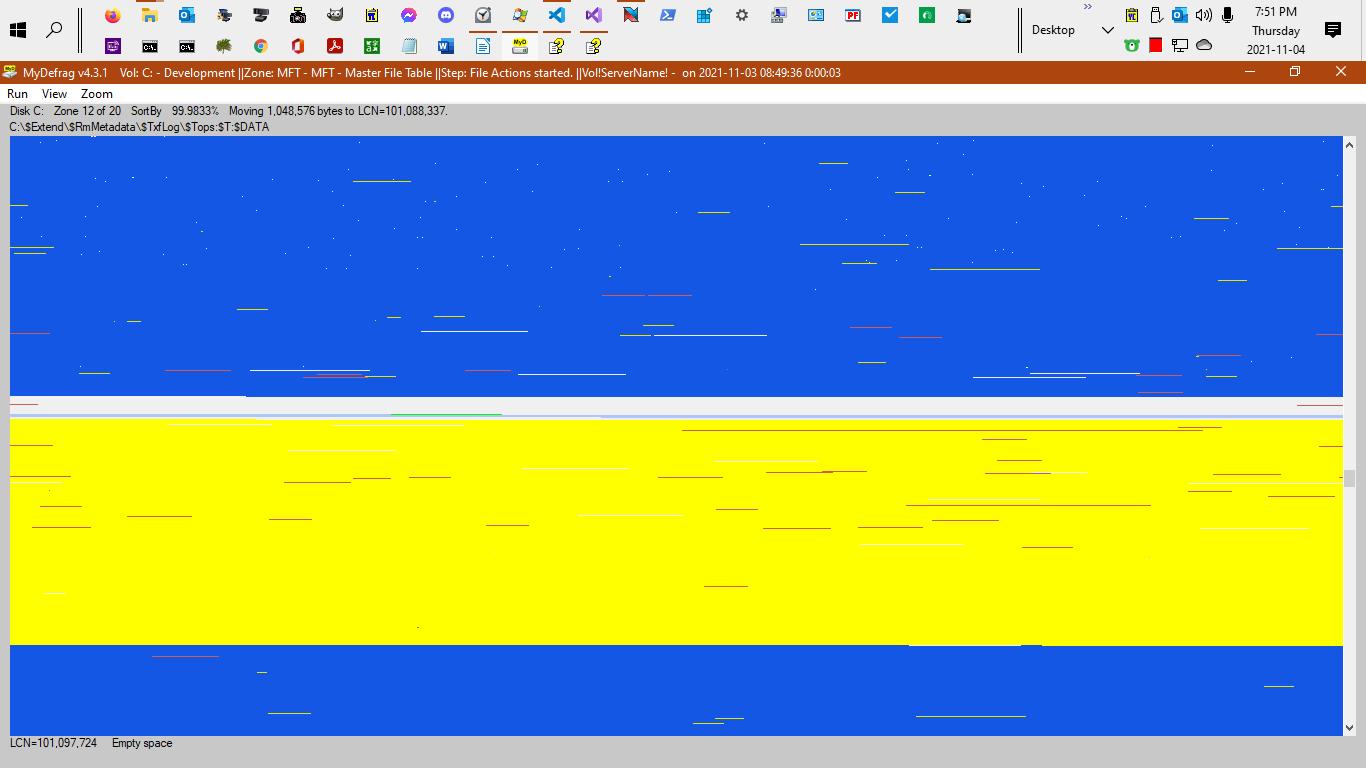 7:51 PM
Desktop
Thursday
2021-11-04
MyDefrag v4.3.1 Vol: C: - Development ||Zone: MFT - MFT - Master File Table ||Step: File Actions started. ||Vol!ServerName! - on 2021-11-03 08:49:36 0:00:03
Run View Zoom
Disk C: Zone 12 of 20 SortBy 99.9833% Moving 1,048,576 bytes to LCN=101,088,337.
C:\$Extend\$RmMetadata\$TxfLog\$Tops:$T:$DATA
LCN=101,097,724 Empty space